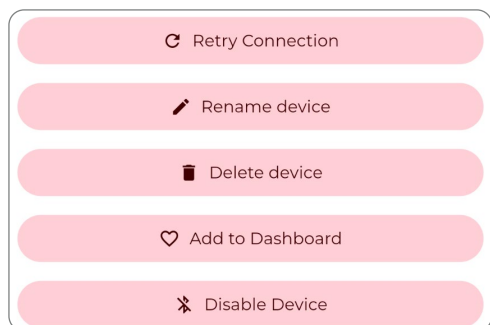 Retry Connection
Rename device
Delete device
Add to Dashboard
Disable Device